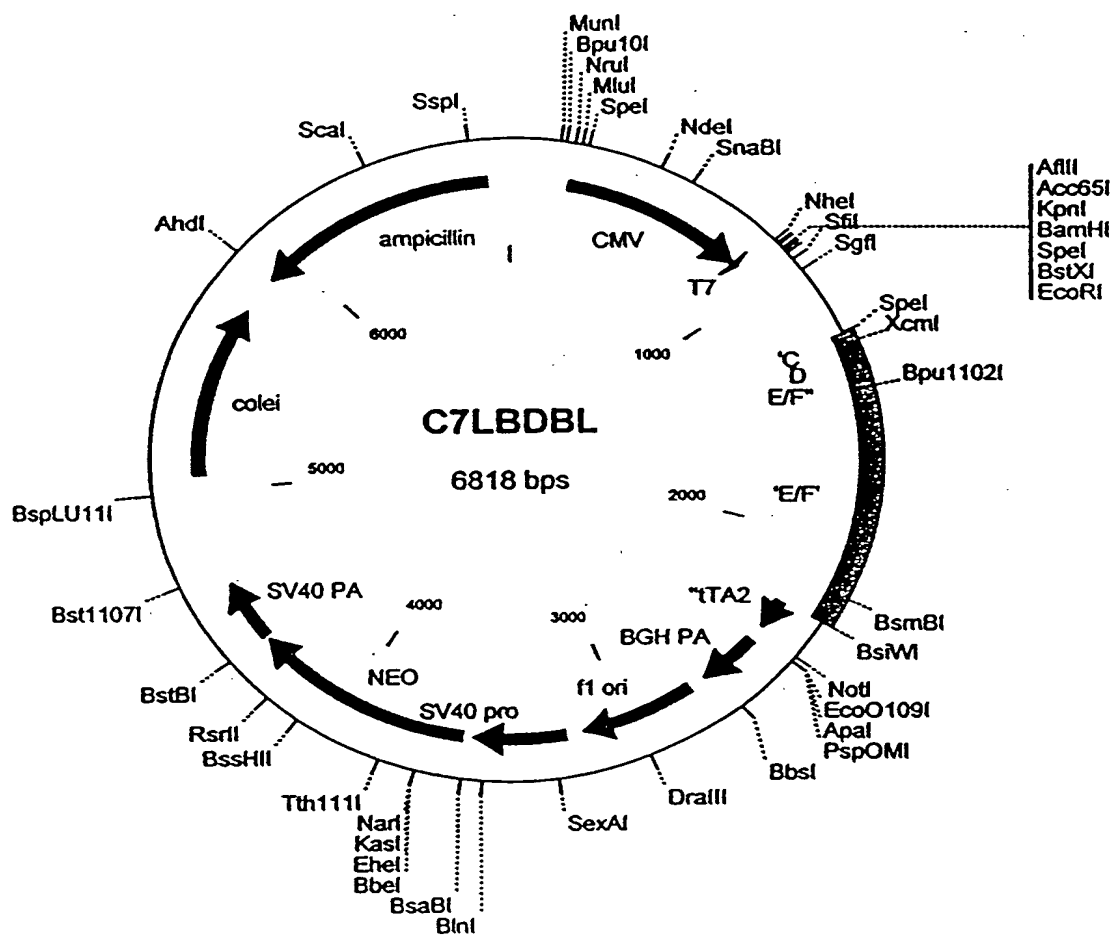 MunI
Bpu10I
NruI
MluI
SpeI
SspI
ScaI
NdeI
SnaBI
AhdI
NheI
SfiI
SgfI
AflII
Acc65I
KpnI
BamHI
SpeI
BstXI
EcoRI
ampicillin
CMV
I
T7
6000
1000
SpeI
XcmI
'C
D
E/F"
Bpu1102I
colei
C7LBDBL
6818 bps
5000
2000
'E/F'
BspLU11I
Bst1107I
SV40 PA
4000
3000
"tTA2
BGH PA
BsmBI
BsiWI
NEO
f1 ori
SV40 pro
BstBI
RsrII
BssHII
NotI
EcoO109I
ApaI
PspOMI
BbsI
DraIII
SexAI
Tth111I
NarI
KasI
EheI
BbeI
BsaBI
BlnI